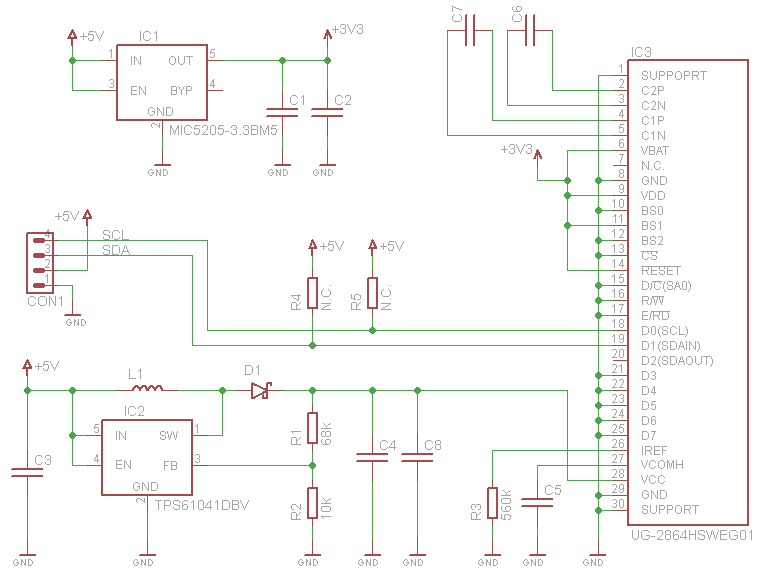 C7
C6
+5V
IC1
+3V3
IC3
1 IN OUT 5
3 EN BYP 4
GND
2
MIC5205-3.3BM5
C1
C2
GND
GND
GND
1 SUPPOPRT
2 C2P
3 C2N
4 C1P
5 C1N
6 VBAT
7 N.C.
8 GND
9 VDD
10 BS0
11 BS1
12 BS2
13 CS
14 RESET
15 D/C(SA0)
16 R/W
17 E/RD
18 D0(SCL)
19 D1(SDAIN)
20 D2(SDAOUT)
21 D3
22 D4
23 D5
24 D6
25 D7
26 IREF
27 VCOMH
28 VCC
29 GND
30 SUPPORT
UG-2864HSWEG01
+3V3
+5V
SCL
SDA
4
3
2
1
CON1
GND
+5V
+5V
R4
N.C.
R5
N.C.
+5V
L1
D1
IC2
5 IN SW 1
4 EN FB 3
GND
2
TPS61041DBV
C3
R1
68k
R2
10k
C4
C8
R3
560k
C5
GND
GND
GND
GND
GND
GND
GND
GND